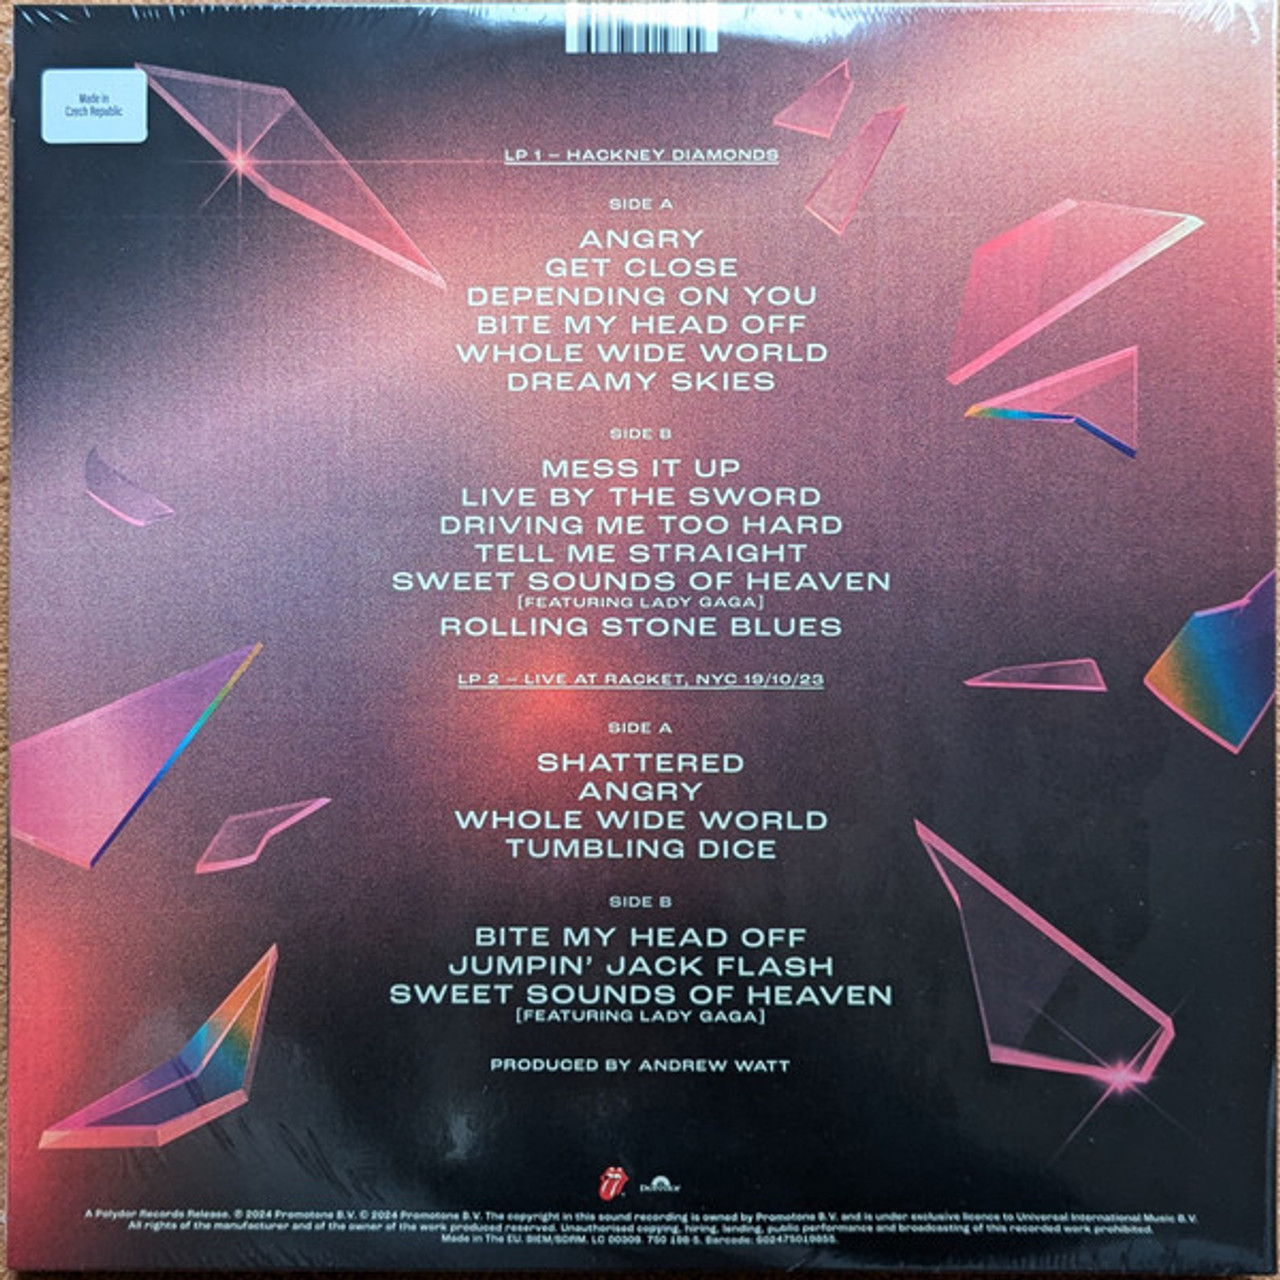 Made in
Czech Republic
LP 1 – HACKNEY DIAMONDS
SIDE A
ANGRY
GET CLOSE
DEPENDING ON YOU
BITE MY HEAD OFF
WHOLE WIDE WORLD
DREAMY SKIES
SIDE B
MESS IT UP
LIVE BY THE SWORD
DRIVING ME TOO HARD
TELL ME STRAIGHT
SWEET SOUNDS OF HEAVEN
[FEATURING LADY GAGA]
ROLLING STONE BLUES
LP 2 – LIVE AT RACKET, NYC 19/10/23
SIDE A
SHATTERED
ANGRY
WHOLE WIDE WORLD
TUMBLING DICE
SIDE B
BITE MY HEAD OFF
JUMPIN' JACK FLASH
SWEET SOUNDS OF HEAVEN
[FEATURING LADY GAGA]
PRODUCED BY ANDREW WATT
Polydor
A Polydor Records Release. ℗ 2024 Promotone B.V. © 2024 Promotone B.V. The copyright in this sound recording is owned by Promotone B.V. and is under exclusive licence to Universal International Music B.V.
All rights of the manufacturer and of the owner of the work produced reserved. Unauthorised copying, hiring, lending, public performance and broadcasting of this recorded work prohibited.
Made in The EU. BIEM/SDRM. LC 00309. Barcode: